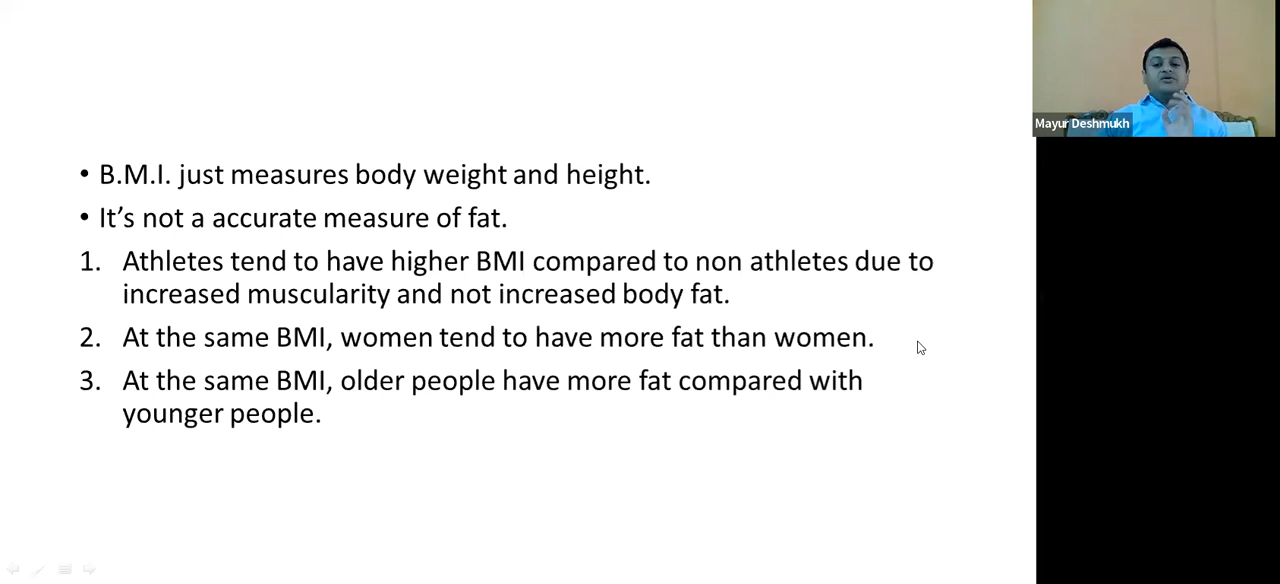 • B.M.I. just measures body weight and height.
• It's not a accurate measure of fat.
1. Athletes tend to have higher BMI compared to non athletes due to
increased muscularity and not increased body fat.
2. At the same BMI, women tend to have more fat than women.
3. At the same BMI, older people have more fat compared with
younger people.
Mayur Deshmukh